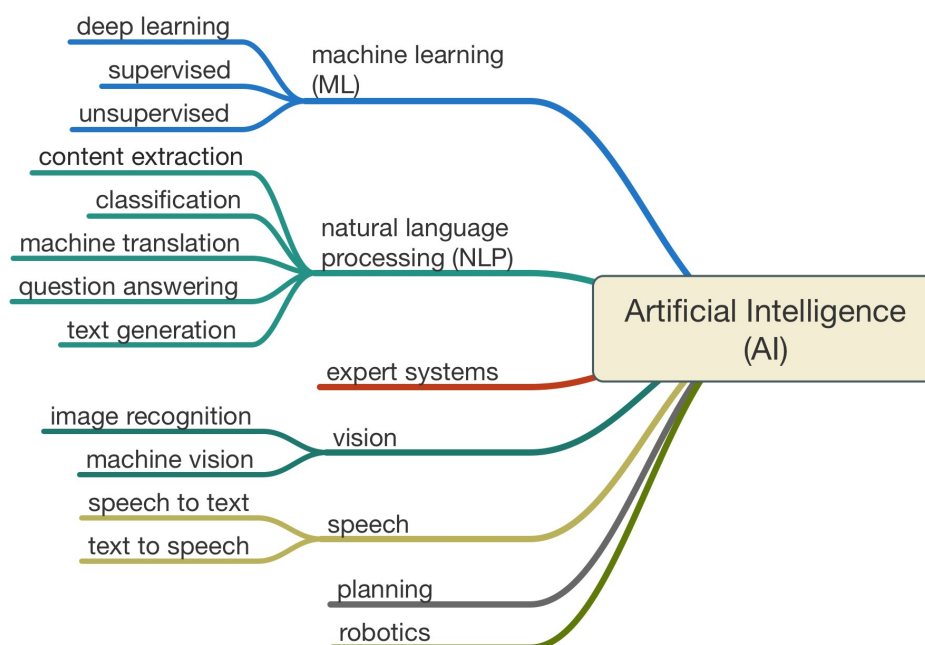 deep learning
supervised
unsupervised
machine learning
(ML)
content extraction
classification
machine translation
question answering
text generation
natural language
processing (NLP)
expert systems
image recognition
machine vision
vision
speech to text
text to speech
speech
planning
robotics
Artificial Intelligence
(AI)